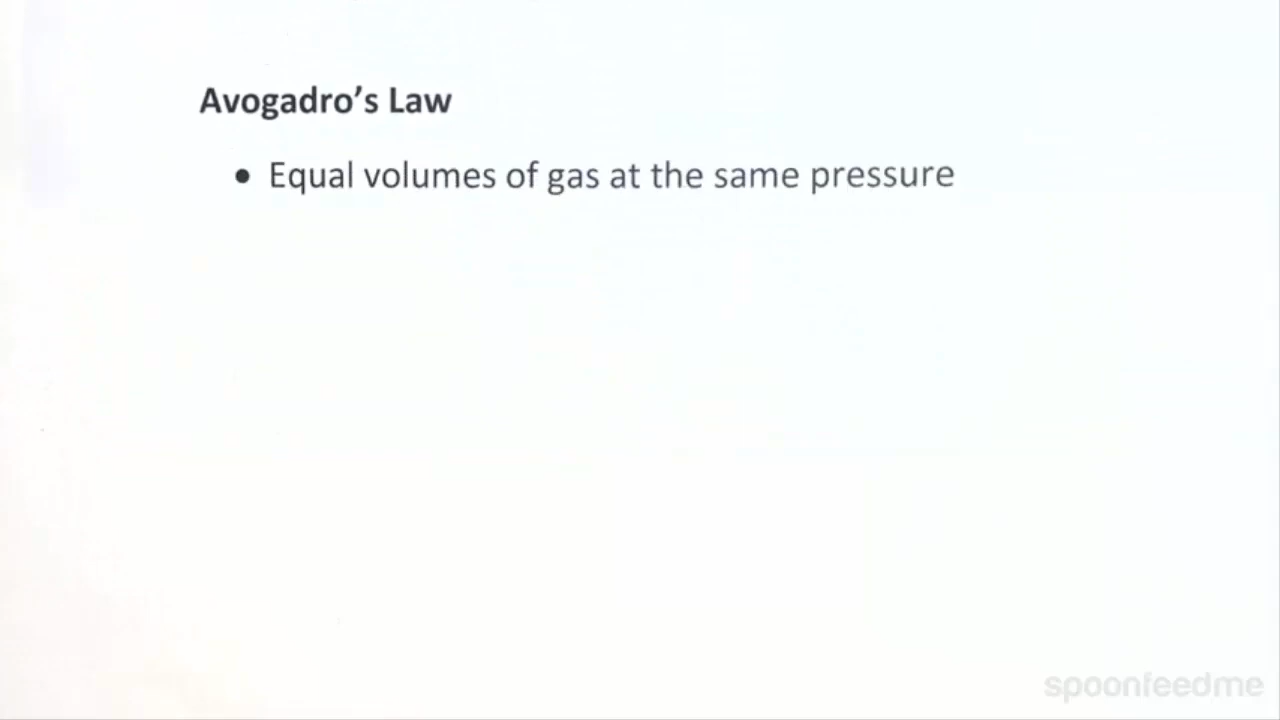 Avogadro's Law
• Equal volumes of gas at the same pressure
spoonfeedme